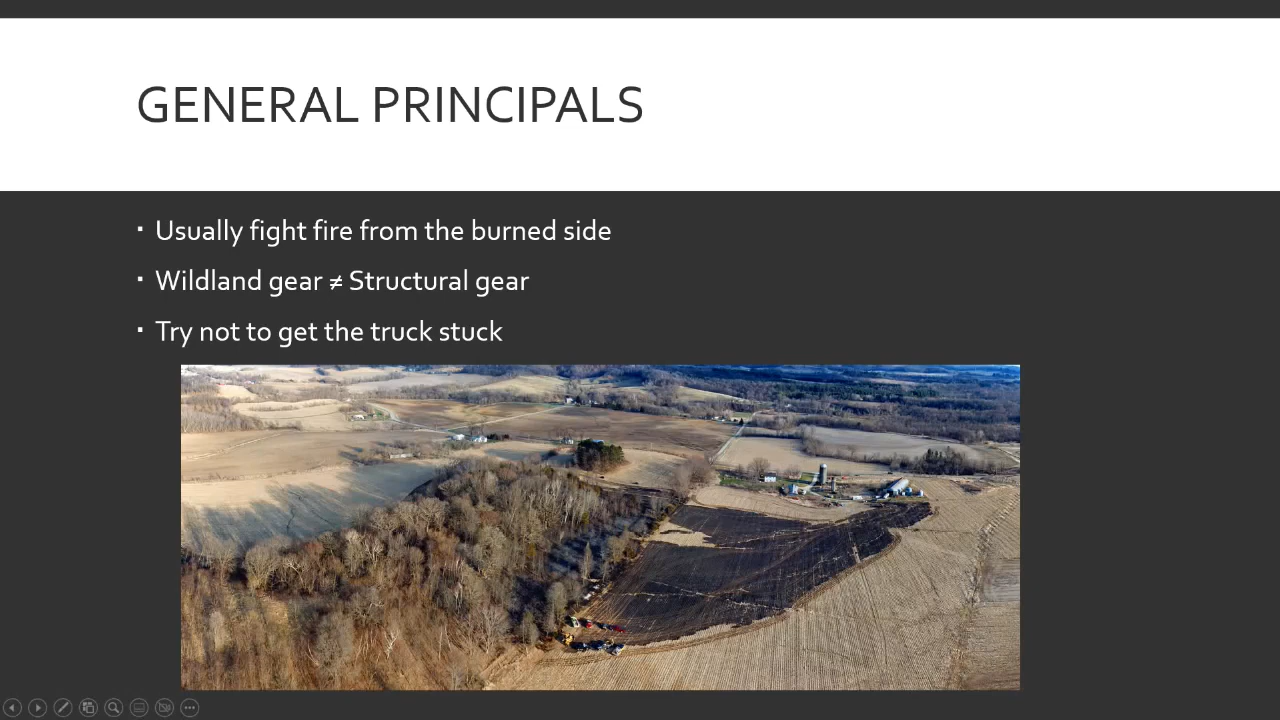 GENERAL PRINCIPALS
▪ Usually fight fire from the burned side
▪ Wildland gear ≠ Structural gear
▪ Try not to get the truck stuck